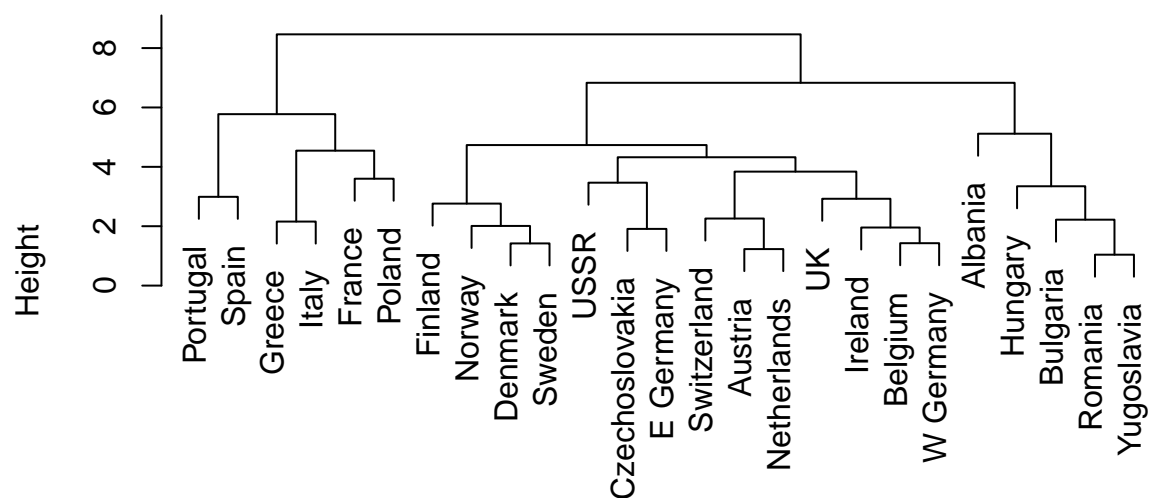 Height
8
6
4
2
0
Portugal
Spain
Greece
Italy
France
Poland
Finland
Norway
Denmark
Sweden
USSR
Czechoslovakia
E Germany
Switzerland
Austria
Netherlands
UK
Ireland
Belgium
W Germany
Albania
Hungary
Bulgaria
Romania
Yugoslavia